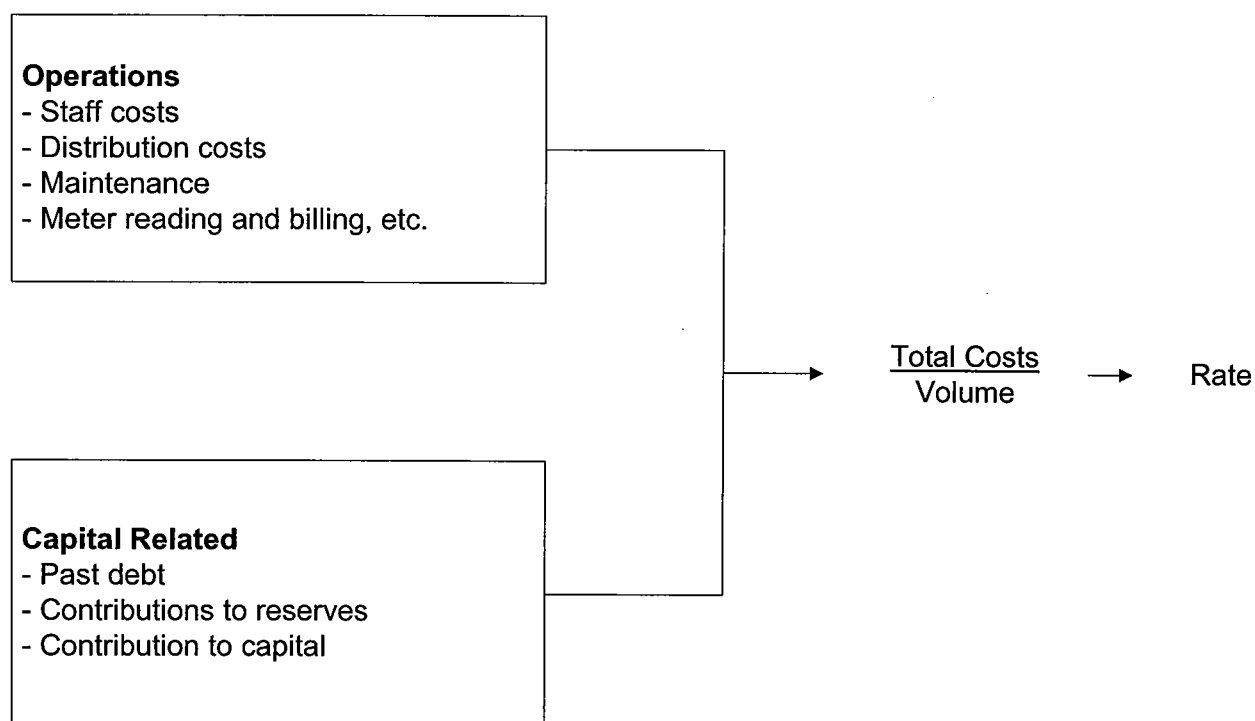 Operations
- Staff costs
- Distribution costs
- Maintenance
- Meter reading and billing, etc.
Total Costs
Volume
Rate
Capital Related
- Past debt
- Contributions to reserves
- Contribution to capital